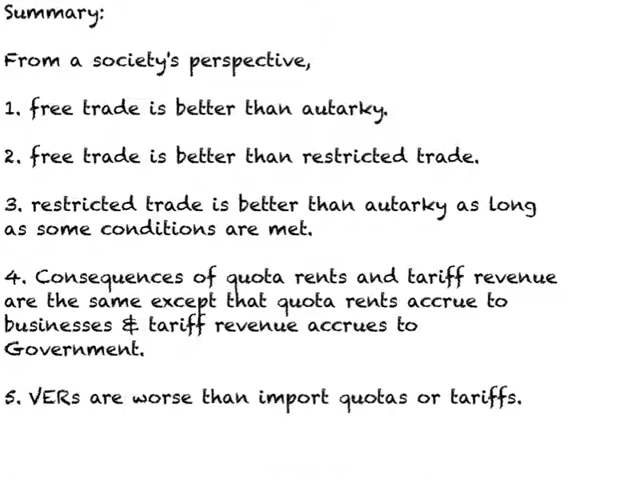 Summary:
From a society's perspective,
1. free trade is better than autarky.
2. free trade is better than restricted trade.
3. restricted trade is better than autarky as long
as some conditions are met.
4. Consequences of quota rents and tariff revenue
are the same except that quota rents accrue to
businesses & tariff revenue accrues to
Government.
5. VERs are worse than import quotas or tariffs.